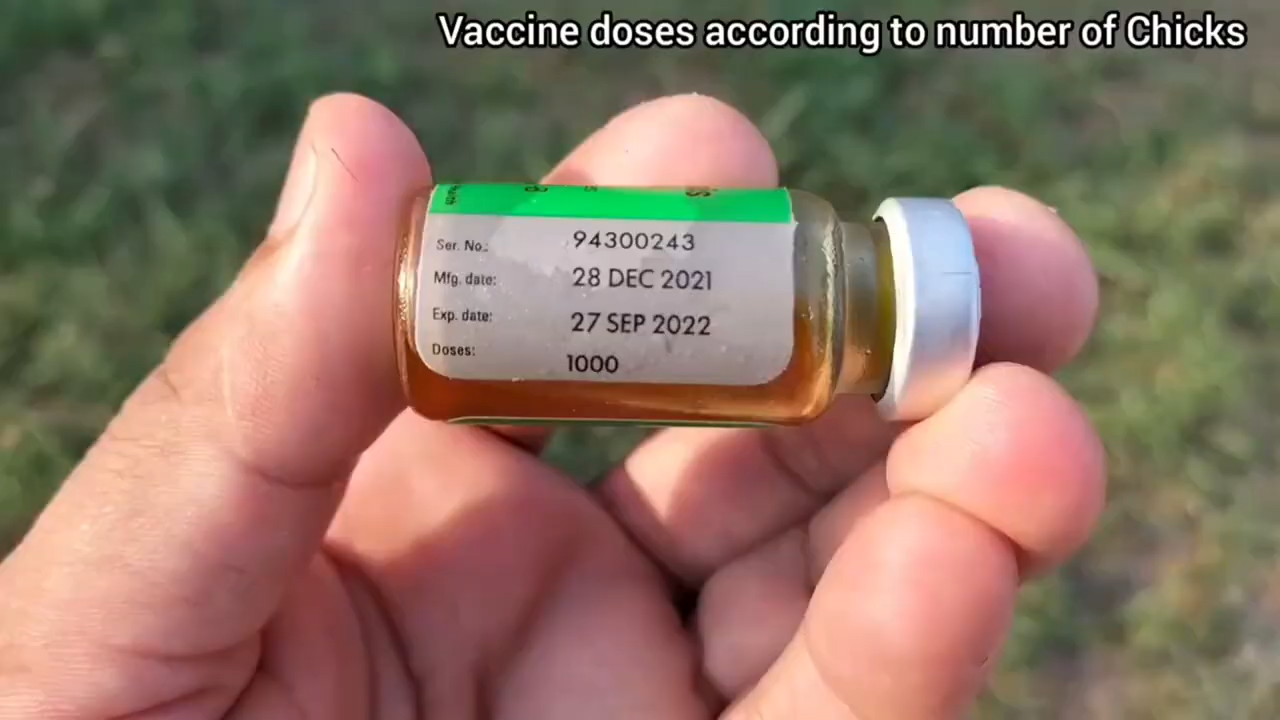 Vaccine doses according to number of Chicks
Ser. No.: 94300243
Mfg. date: 28 DEC 2021
Exp. date: 27 SEP 2022
Doses: 1000